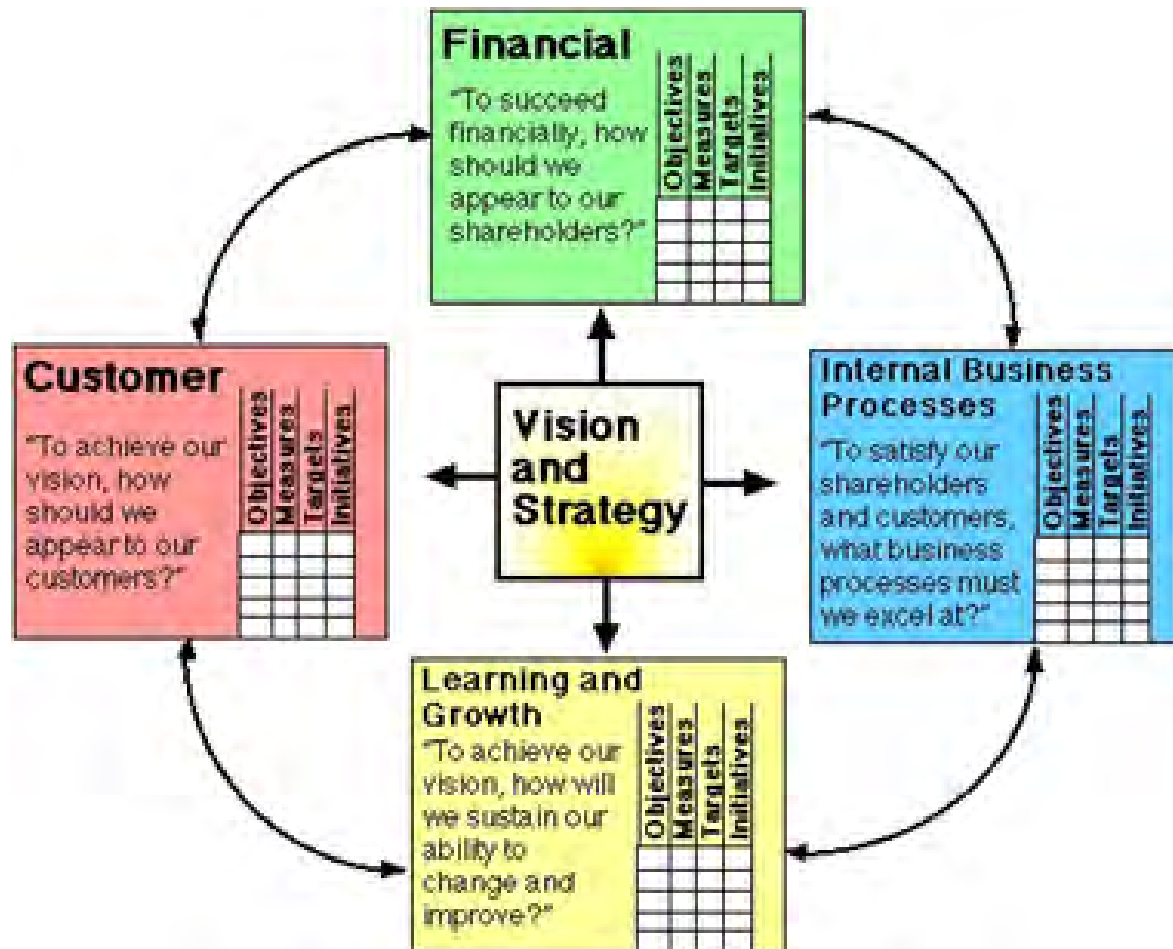 Financial
"To succeed
financially, how
should we
appear to our
shareholders?"
Objectives
Measures
Targets
Initiatives
Customer
"To achieve our
vision, how
should we
appear to our
customers?"
Objectives
Measures
Targets
Initiatives
Vision
and
Strategy
Internal Business
Processes
"To satisfy our
shareholders
and customers,
what business
processes must
we excel at?"
Objectives
Measures
Targets
Initiatives
Learning and
Growth
"To achieve our
vision, how will
we sustain our
ability to
change and
improve?"
Objectives
Measures
Targets
Initiatives